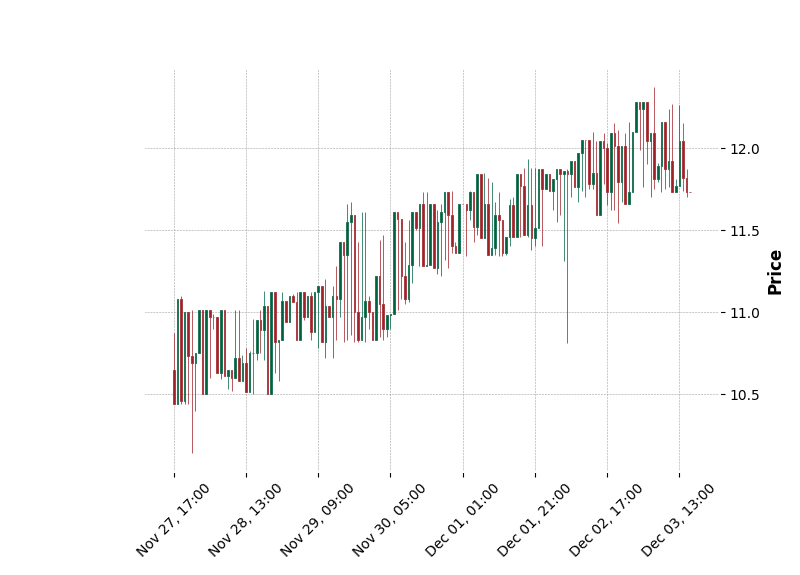 12.0
11.5
11.0
10.5
Price
Nov 27, 17:00
Nov 28, 13:00
Nov 29, 09:00
Nov 30, 05:00
Dec 01, 01:00
Dec 01, 21:00
Dec 02, 17:00
Dec 03, 13:00